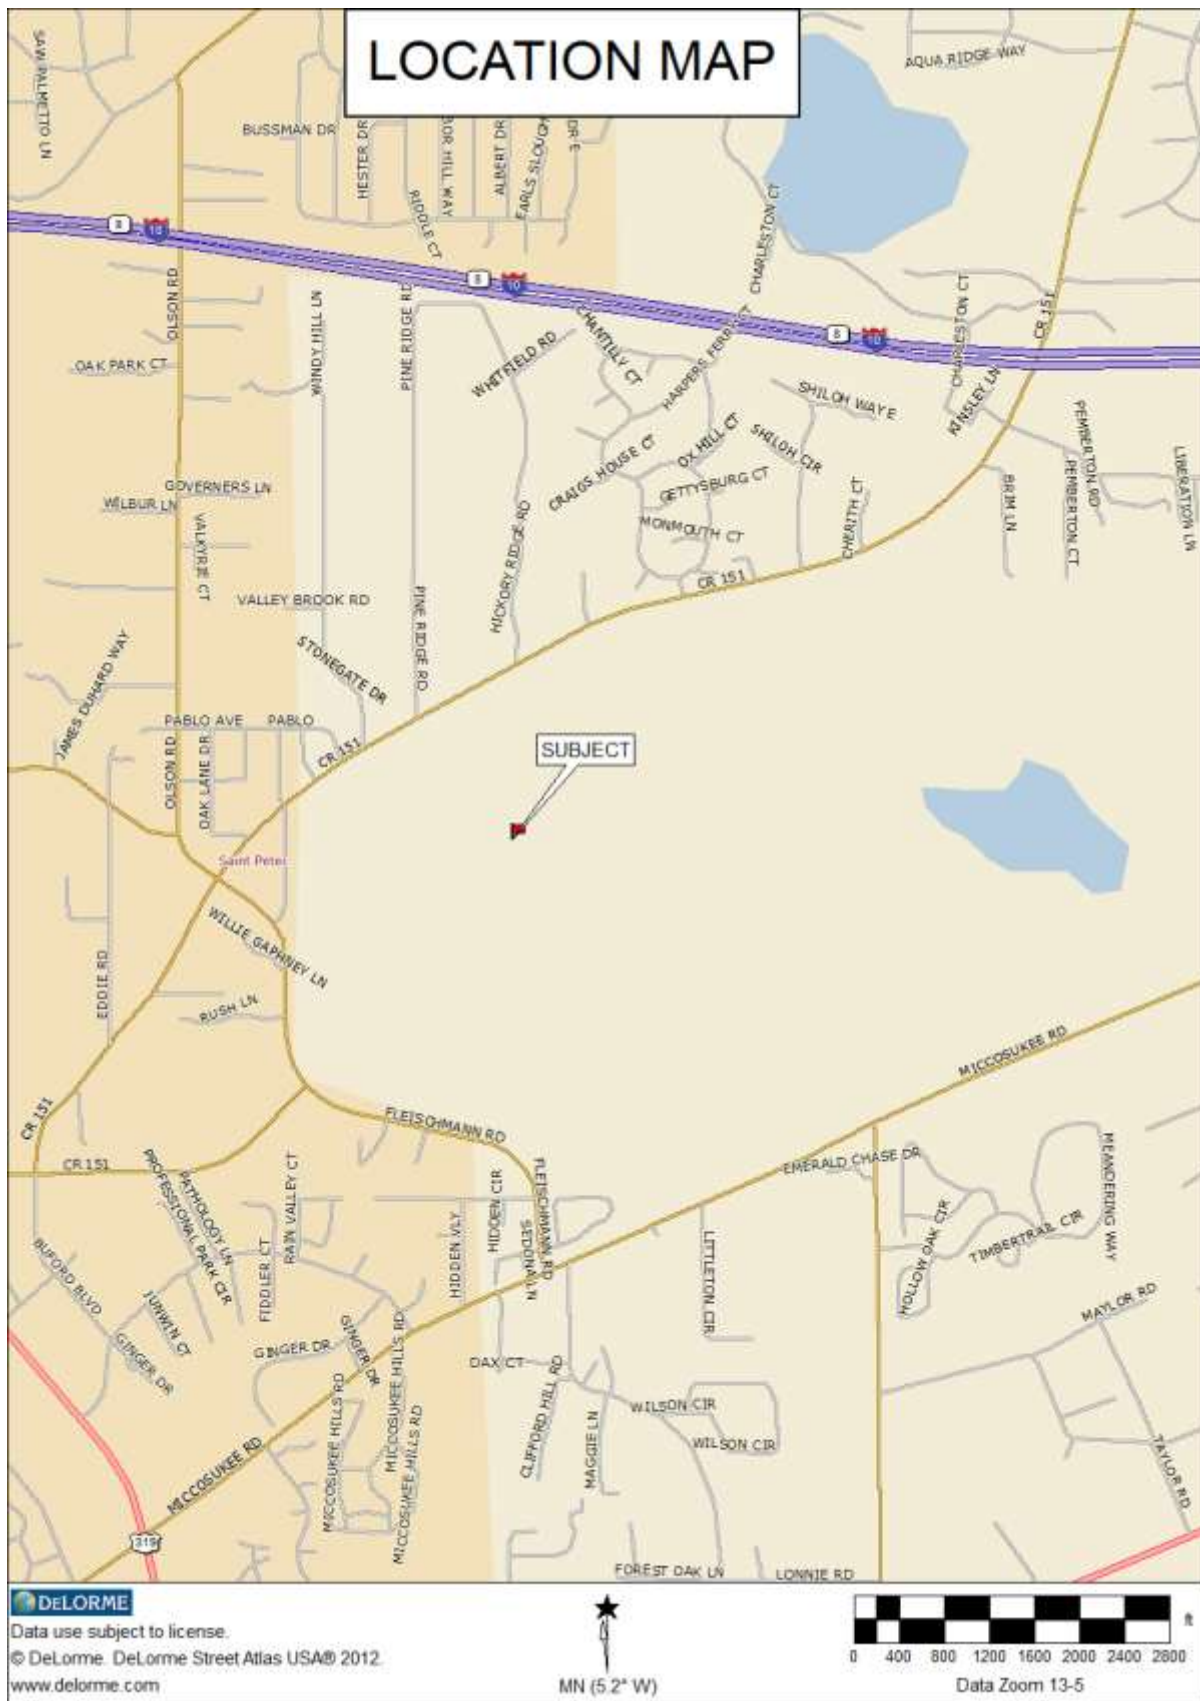 LOCATION MAP
AQUA RIDGE WAY
SAW PALMETTO LN
BUSSMAN DR
HESTER DR
RIDDLE CT
HILL WAY
ALBERT DR
EARLS SLOUGH
DR E
CHARLESTON CT
8
10
8
10
8
10
OLSON RD
WINDY HILL LN
PINE RIDGE RD
CHANTILLY CT
WHITFIELD RD
HARPERS FERRY CT
CHARLESTON CT
CR 151
OAK PARK CT
SHILOH WAY E
KINSLEY LN
PEMBERTON RD
OX HILL CT
SHILOH CIR
CRAIGS HOUSE CT
GETTYSBURG CT
PEMBERTON CT
LIBERATION LN
BRIM LN
CHERITH CT
GOVERNERS LN
WILBUR LN
VALKYRIE CT
MONMOUTH CT
HICKORY RIDGE RD
CR 151
VALLEY BROOK RD
PINE RIDGE RD
STONEGATE DR
JAMES DUHARD WAY
PABLO AVE
PABLO
CR 151
OLSON RD
OAK LANE DR
SUBJECT
Saint Peter
WILLIE GAPHNEY LN
EDDIE RD
RUSH LN
MICCOSUKEE RD
CR 151
FLEISCHMANN RD
CR 151
PROFESSIONAL PARK CIR
PATHOLOGY LN
RAIN VALLEY CT
HIDDEN CIR
FLEISCHMANN RD
EMERALD CHASE DR
MEANDERING WAY
HIDDEN VLY
SEDONA LN
LITTLETON CIR
HOLLOW OAK CIR
TIMBERTRAIL CIR
BUFORD BLVD
FIDDLER CT
JUNWIN CT
GINGER DR
GINGER DR
GINGER DR
MAYLOR RD
DAX CT
MICCOSUKEE HILLS RD
MICCOSUKEE HILLS RD
MICCOSUKEE HILLS RD
CLIFFORD HILL RD
MAGGIE LN
WILSON CIR
WILSON CIR
TAYLOR RD
MICCOSUKEE RD
319
FOREST OAK LN
LONNIE RD
DELORME
Data use subject to license.
© DeLorme. DeLorme Street Atlas USA® 2012.
www.delorme.com
MN (5.2° W)
ft
0 400 800 1200 1600 2000 2400 2800
Data Zoom 13-5